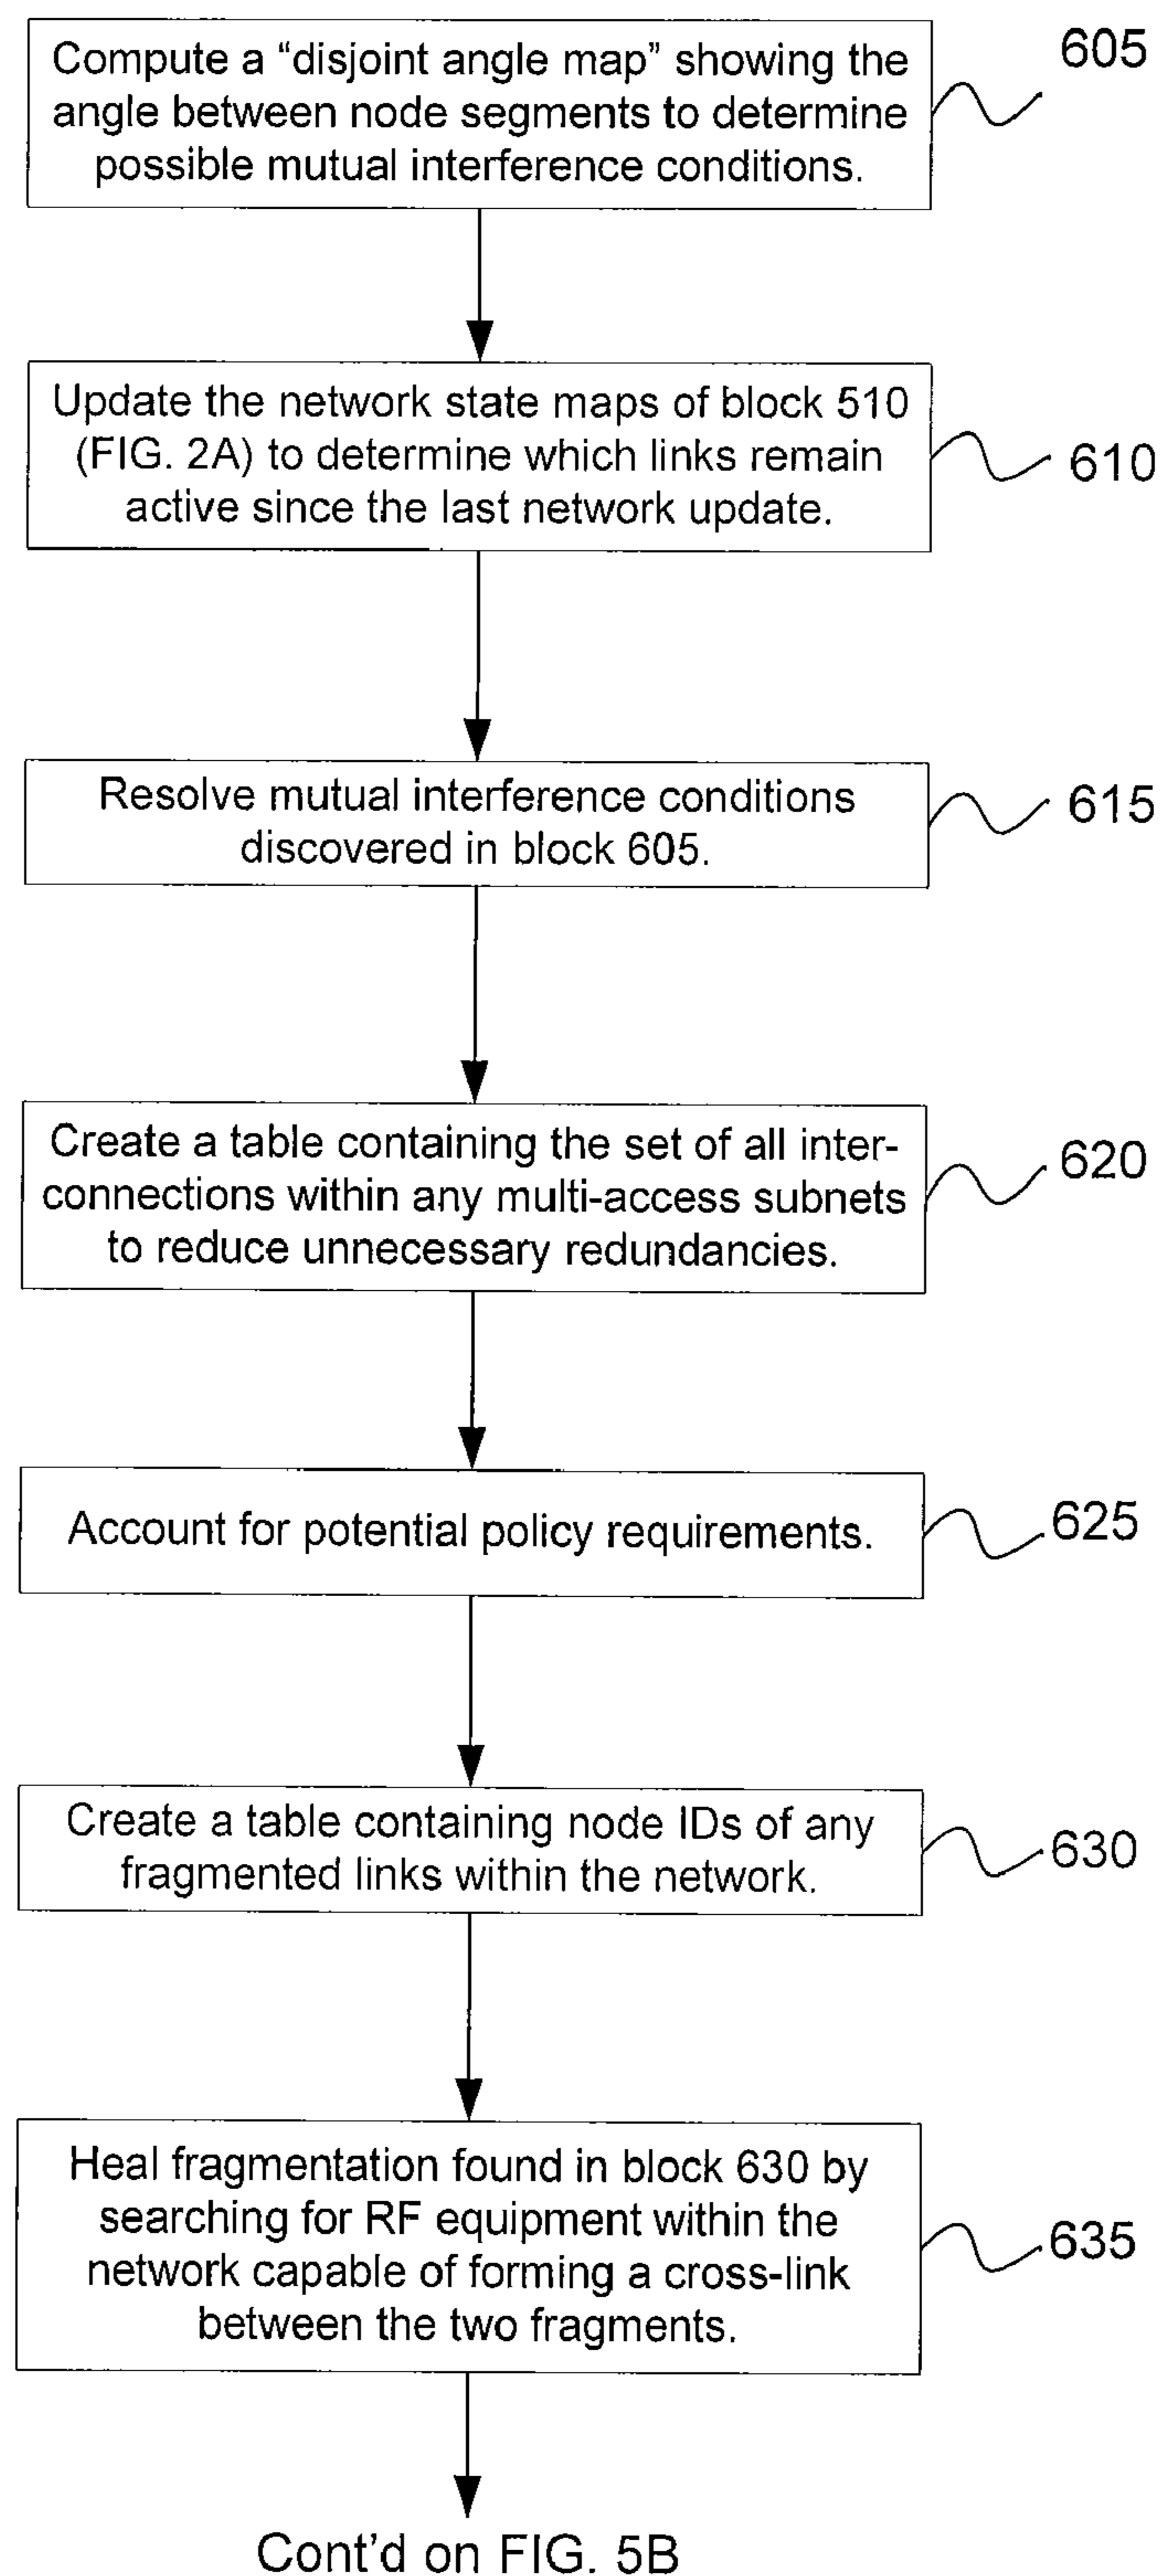 Compute a “disjoint angle map” showing the
angle between node segments to determine
possible mutual interference conditions.
605
Update the network state maps of block 510
(FIG. 2A) to determine which links remain
active since the last network update.
610
Resolve mutual interference conditions
discovered in block 605.
615
Create a table containing the set of all inter-
connections within any multi-access subnets
to reduce unnecessary redundancies.
620
Account for potential policy requirements.
625
Create a table containing node IDs of any
fragmented links within the network.
630
Heal fragmentation found in block 630 by
searching for RF equipment within the
network capable of forming a cross-link
between the two fragments.
635
Cont’d on FIG. 5B